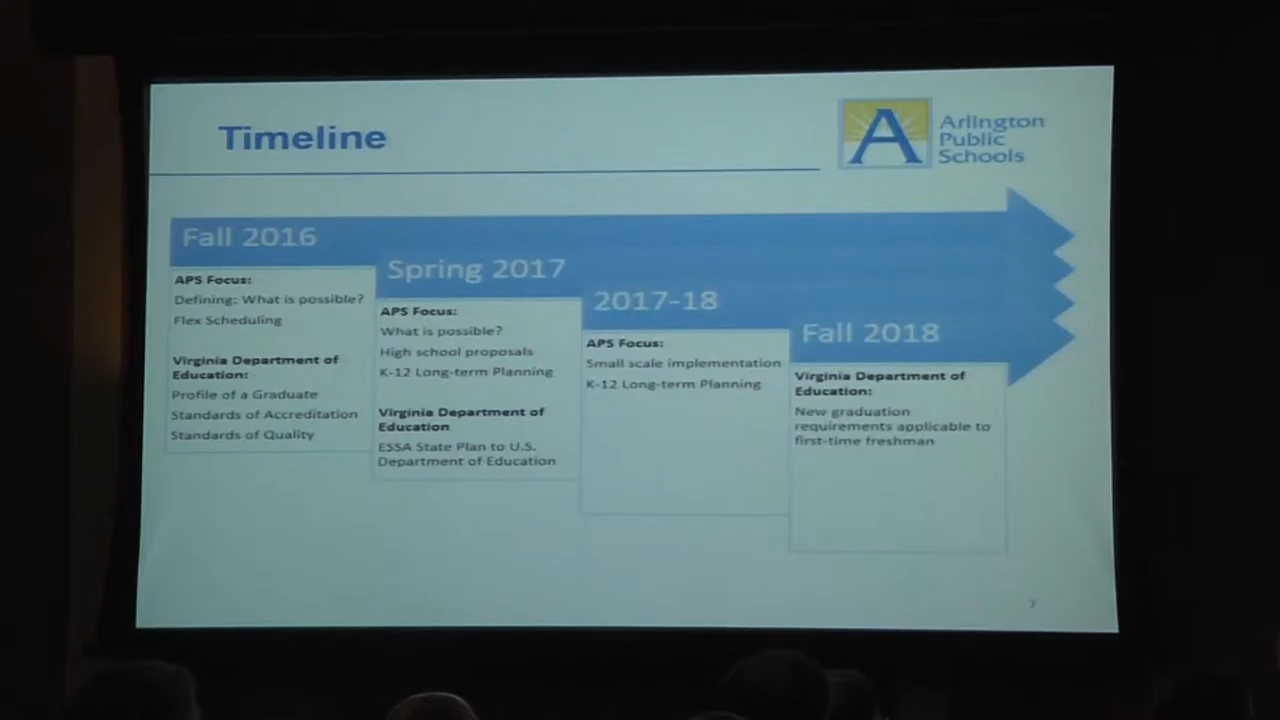 Timeline
A
Arlington
Public
Schools
Fall 2016
APS Focus:
Defining: What is possible?
Flex Scheduling
Virginia Department of
Education:
Profile of a Graduate
Standards of Accreditation
Standards of Quality
Spring 2017
APS Focus:
What is possible?
High school proposals
K-12 Long-term Planning
Virginia Department of
Education
ESSA State Plan to U.S.
Department of Education
2017-18
APS Focus:
Small scale implementation
K-12 Long-term Planning
Fall 2018
Virginia Department of
Education:
New graduation
requirements applicable to
first-time freshman
7